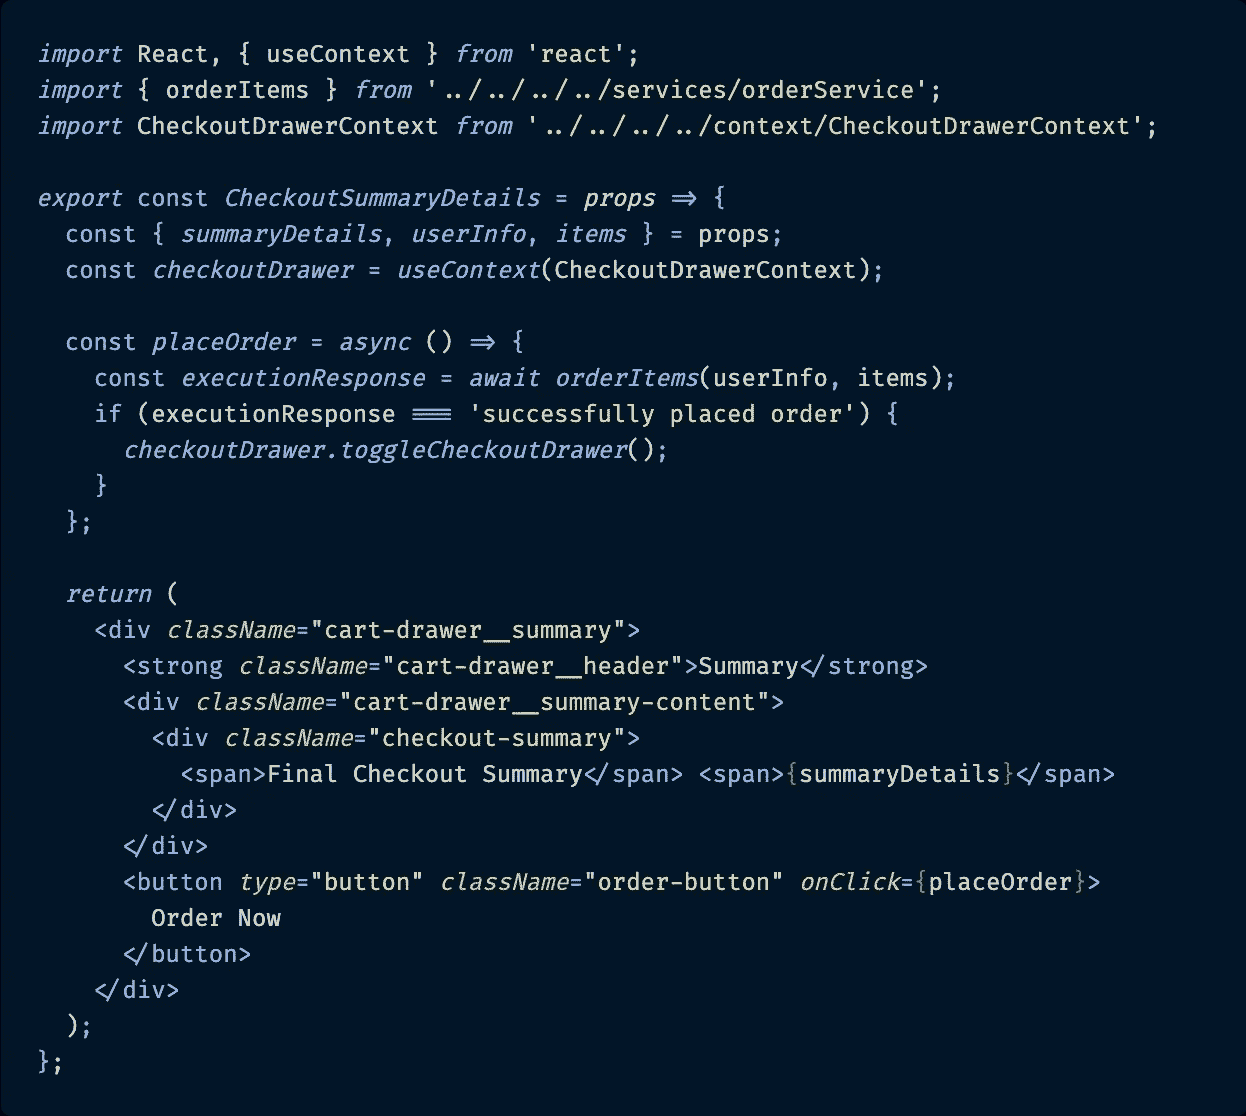 import React, { useContext } from 'react';
import { orderItems } from '../../../../services/orderService';
import CheckoutDrawerContext from '../../../../context/CheckoutDrawerContext';

export const CheckoutSummaryDetails = props => {
  const { summaryDetails, userInfo, items } = props;
  const checkoutDrawer = useContext(CheckoutDrawerContext);

  const placeOrder = async () => {
    const executionResponse = await orderItems(userInfo, items);
    if (executionResponse === 'successfully placed order') {
      checkoutDrawer.toggleCheckoutDrawer();
    }
  };

  return (
    <div className="cart-drawer__summary">
      <strong className="cart-drawer__header">Summary</strong>
      <div className="cart-drawer__summary-content">
        <div className="checkout-summary">
          <span>Final Checkout Summary</span> <span>{summaryDetails}</span>
        </div>
      </div>
      <button type="button" className="order-button" onClick={placeOrder}>
        Order Now
      </button>
    </div>
  );
};